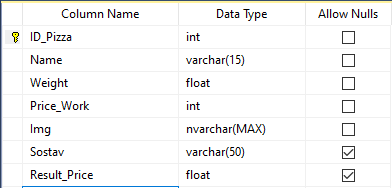 Column Name Data Type Allow Nulls
ID_Pizza int
Name varchar(15)
Weight float
Price_Work int
Img nvarchar(MAX)
Sostav varchar(50)
Result_Price float